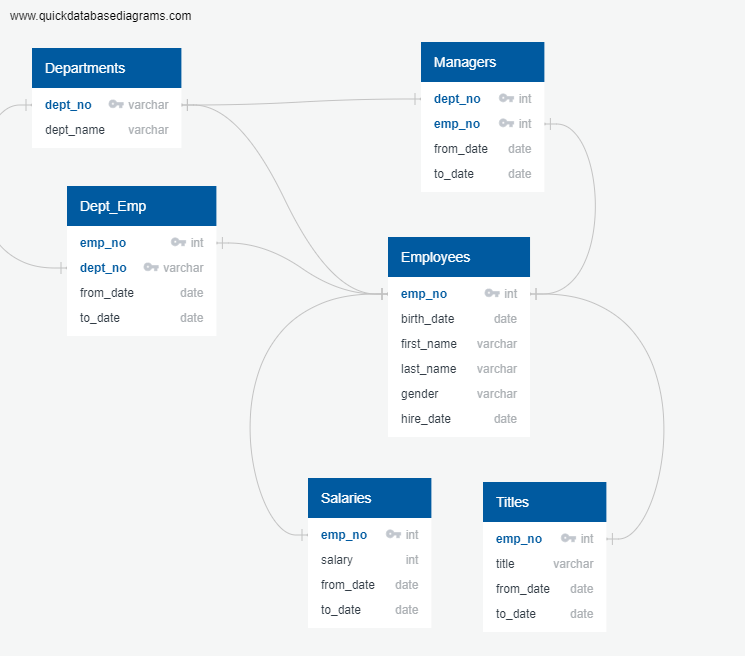 www.quickdatabasediagrams.com
Departments
dept_no varchar
dept_name varchar
Managers
dept_no int
emp_no int
from_date date
to_date date
Dept_Emp
emp_no int
dept_no varchar
from_date date
to_date date
Employees
emp_no int
birth_date date
first_name varchar
last_name varchar
gender varchar
hire_date date
Salaries
emp_no int
salary int
from_date date
to_date date
Titles
emp_no int
title varchar
from_date date
to_date date